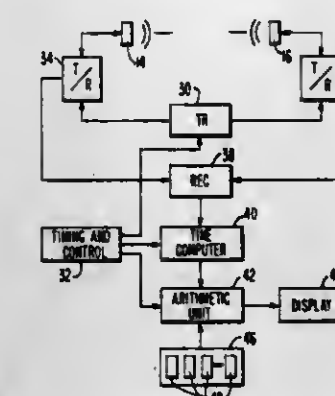 34
T/R
14
16
T/R
30
TR
38
REC
TIMING AND CONTROL
32
40
TIME COMPUTER
42
ARITHMETIC UNIT
DISPLAY
46